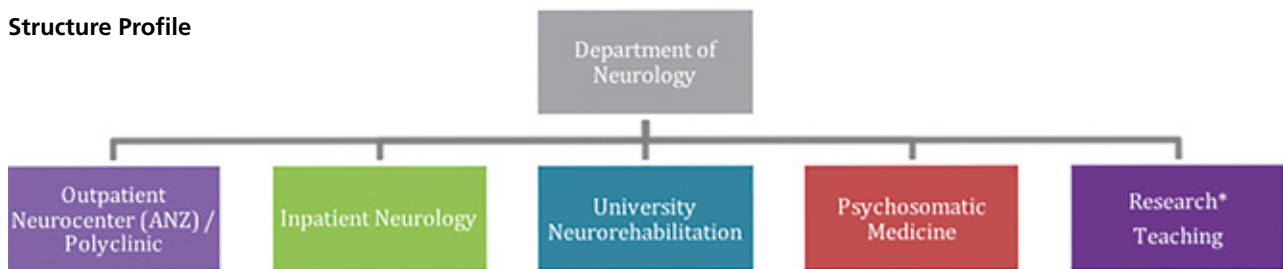 Structure Profile
Department of
Neurology
Outpatient
Neurocenter (ANZ) /
Polyclinic
Inpatient Neurology
University
Neurorehabilitation
Psychosomatic
Medicine
Research*
Teaching